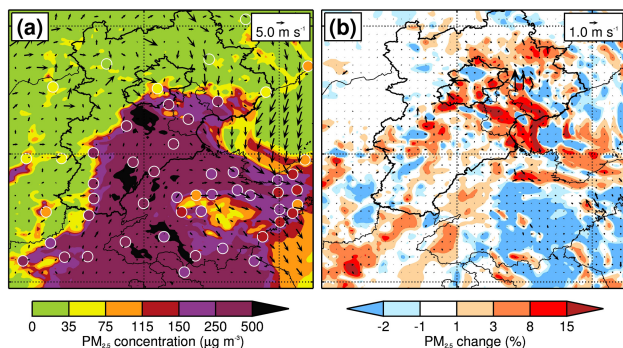 (a)
5.0 m s⁻¹
(b)
1.0 m s⁻¹
0 35 75 115 150 250 500
PM₂.₅ concentration (μg m⁻³)
-2 -1 1 3 8 15
PM₂.₅ change (%)